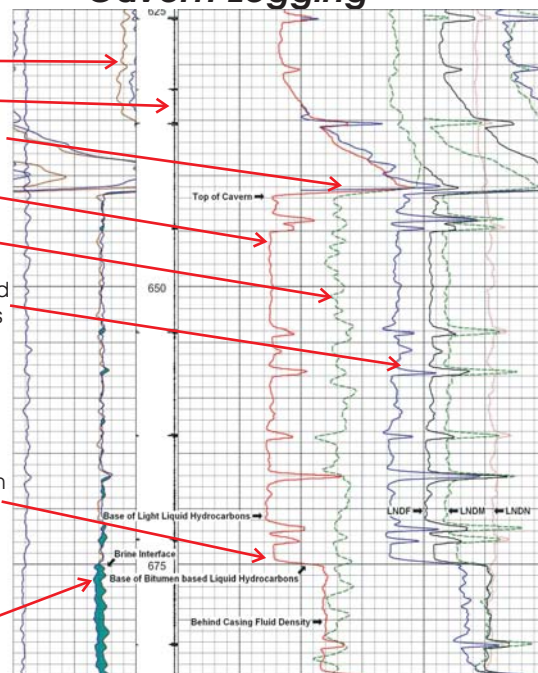 Cavern Logging
625
Top of Cavern
650
d
s
n
Base of Light Liquid Hydrocarbons
LNDF
LNDM
LNDN
Brine Interface
675
Base of Bitumen based Liquid Hydrocarbons
Behind Casing Fluid Density